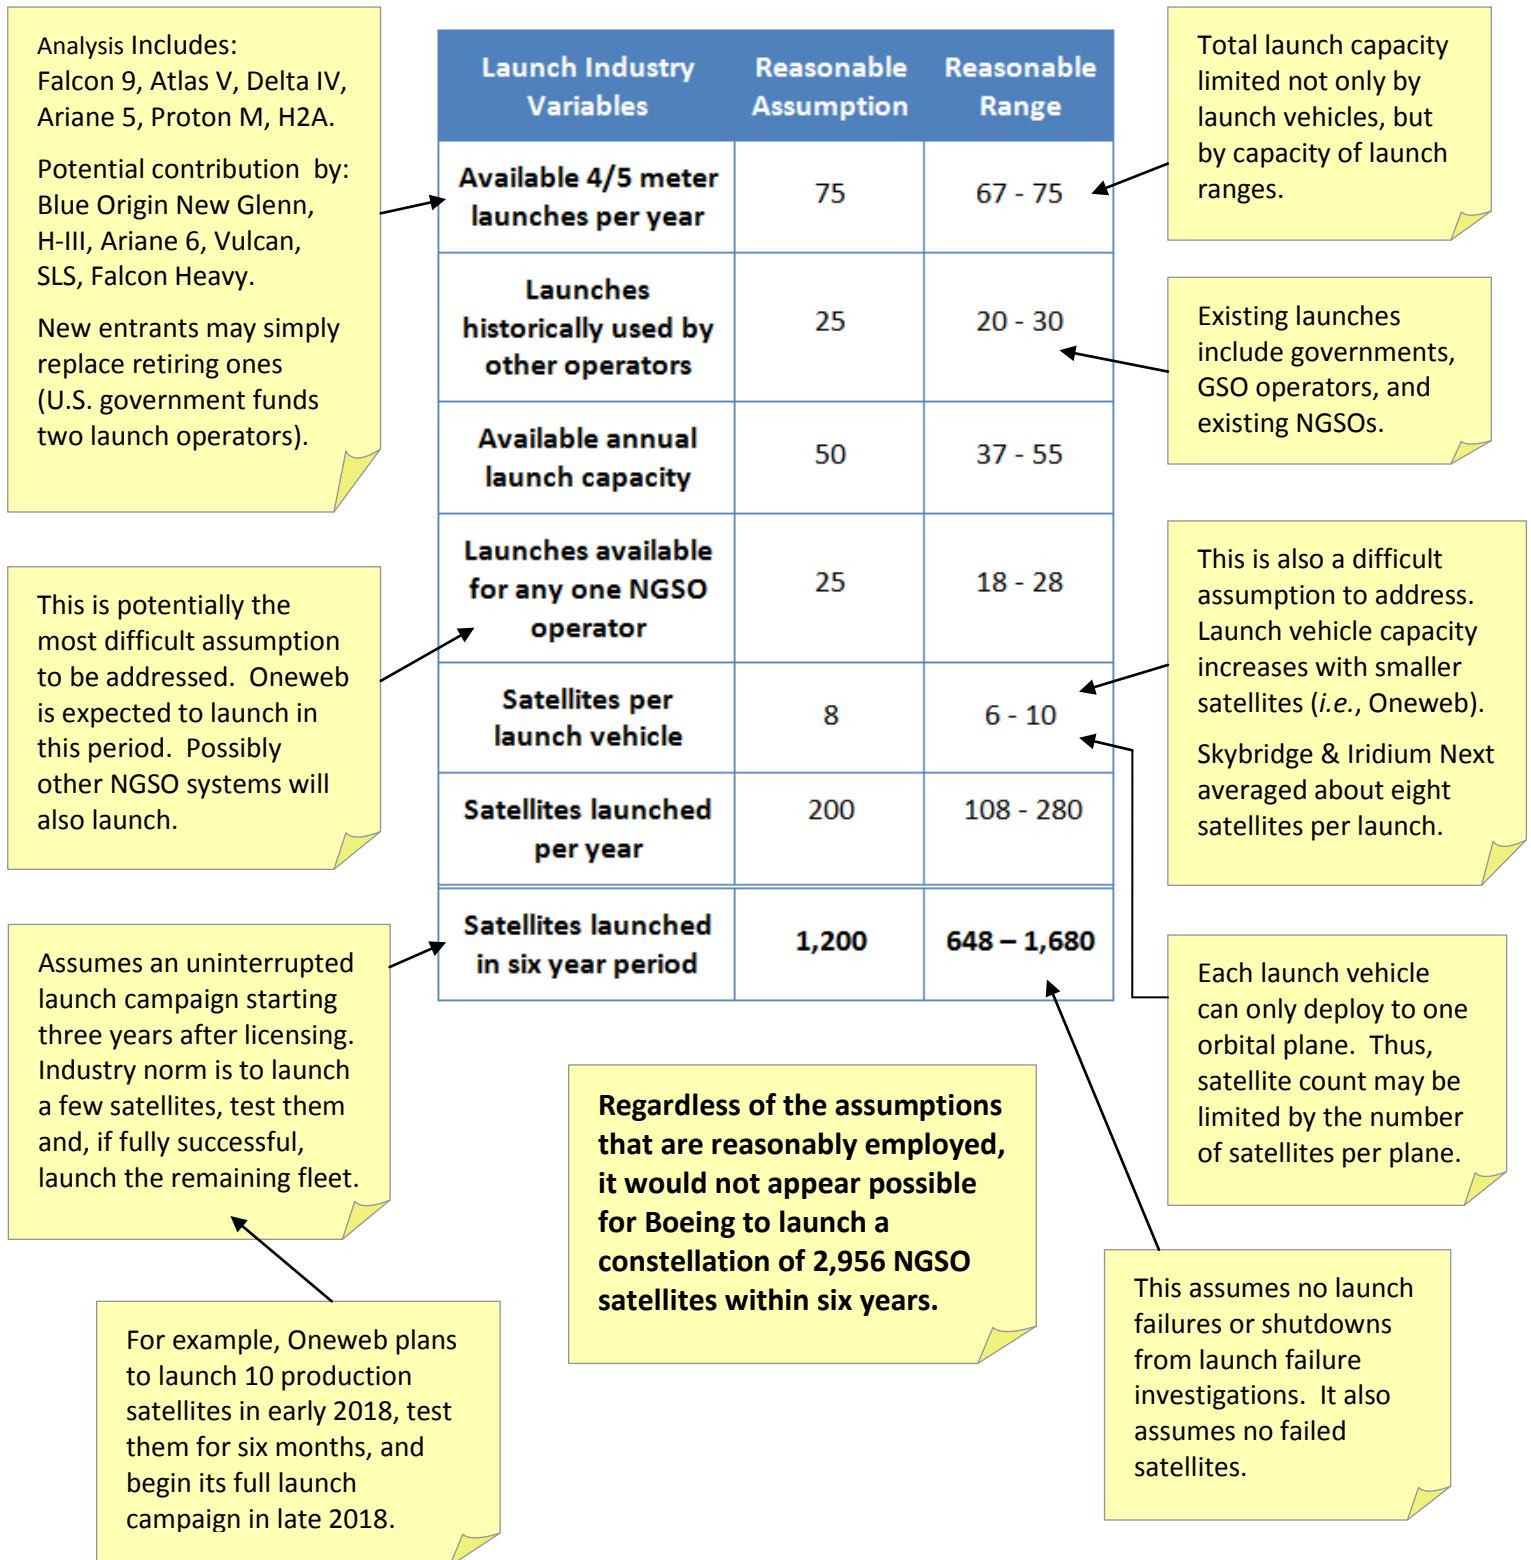 Analysis Includes:
Falcon 9, Atlas V, Delta IV,
Ariane 5, Proton M, H2A.
Potential contribution by:
Blue Origin New Glenn,
H-III, Ariane 6, Vulcan,
SLS, Falcon Heavy.
New entrants may simply
replace retiring ones
(U.S. government funds
two launch operators).
This is potentially the
most difficult assumption
to be addressed. Oneweb
is expected to launch in
this period. Possibly
other NGSO systems will
also launch.
Assumes an uninterrupted
launch campaign starting
three years after licensing.
Industry norm is to launch
a few satellites, test them
and, if fully successful,
launch the remaining fleet.
For example, Oneweb plans
to launch 10 production
satellites in early 2018, test
them for six months, and
begin its full launch
campaign in late 2018.
Launch Industry Reasonable Reasonable
Variables Assumption Range
Available 4/5 meter
launches per year 75 67 - 75
Launches
historically used by 25 20 - 30
other operators
Available annual
launch capacity 50 37 - 55
Launches available
for any one NGSO 25 18 - 28
operator
Satellites per
launch vehicle 8 6 - 10
Satellites launched 200 108 - 280
per year
Satellites launched
in six year period 1,200 648 – 1,680
Regardless of the assumptions
that are reasonably employed,
it would not appear possible
for Boeing to launch a
constellation of 2,956 NGSO
satellites within six years.
Total launch capacity
limited not only by
launch vehicles, but
by capacity of launch
ranges.
Existing launches
include governments,
GSO operators, and
existing NGSOs.
This is also a difficult
assumption to address.
Launch vehicle capacity
increases with smaller
satellites (i.e., Oneweb).
Skybridge & Iridium Next
averaged about eight
satellites per launch.
Each launch vehicle
can only deploy to one
orbital plane. Thus,
satellite count may be
limited by the number
of satellites per plane.
This assumes no launch
failures or shutdowns
from launch failure
investigations. It also
assumes no failed
satellites.